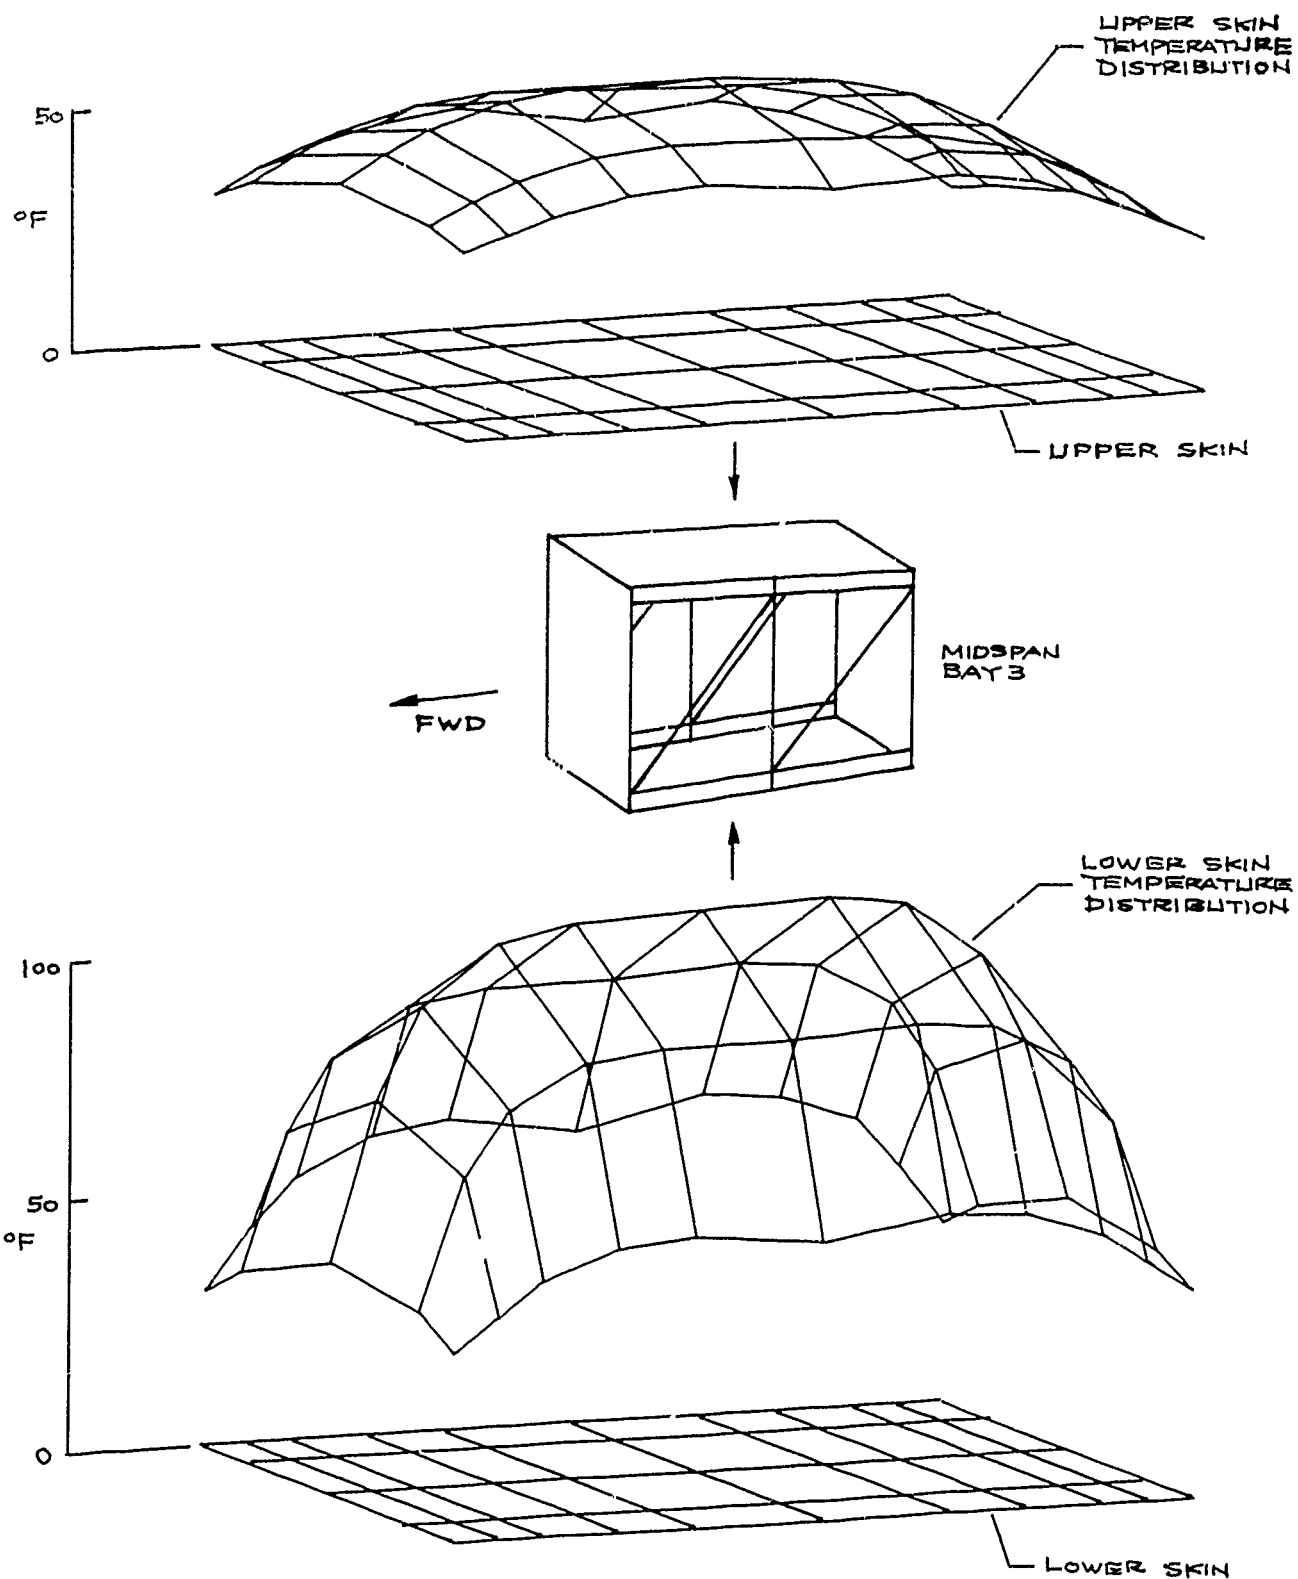 UPPER SKIN
TEMPERATURE
DISTRIBUTION
50
°F
0
UPPER SKIN
MIDSPAN
BAY 3
FWD
LOWER SKIN
TEMPERATURE
DISTRIBUTION
100
50
°F
0
LOWER SKIN